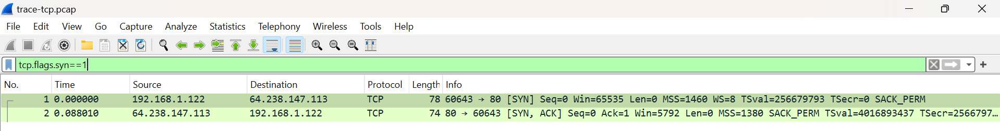 trace-tcp.pcap
File Edit View Go Capture Analyze Statistics Telephony Wireless Tools Help
tcp.flags.syn==1
No. Time Source Destination Protocol Length Info
1 0.000000 192.168.1.122 64.238.147.113 TCP 78 60643 → 80 [SYN] Seq=0 Win=65535 Len=0 MSS=1460 WS=8 TSval=256679793 TSecr=0 SACK_PERM
2 0.088010 64.238.147.113 192.168.1.122 TCP 74 80 → 60643 [SYN, ACK] Seq=0 Ack=1 Win=5792 Len=0 MSS=1380 SACK_PERM TSval=4016893437 TSecr=2566797…